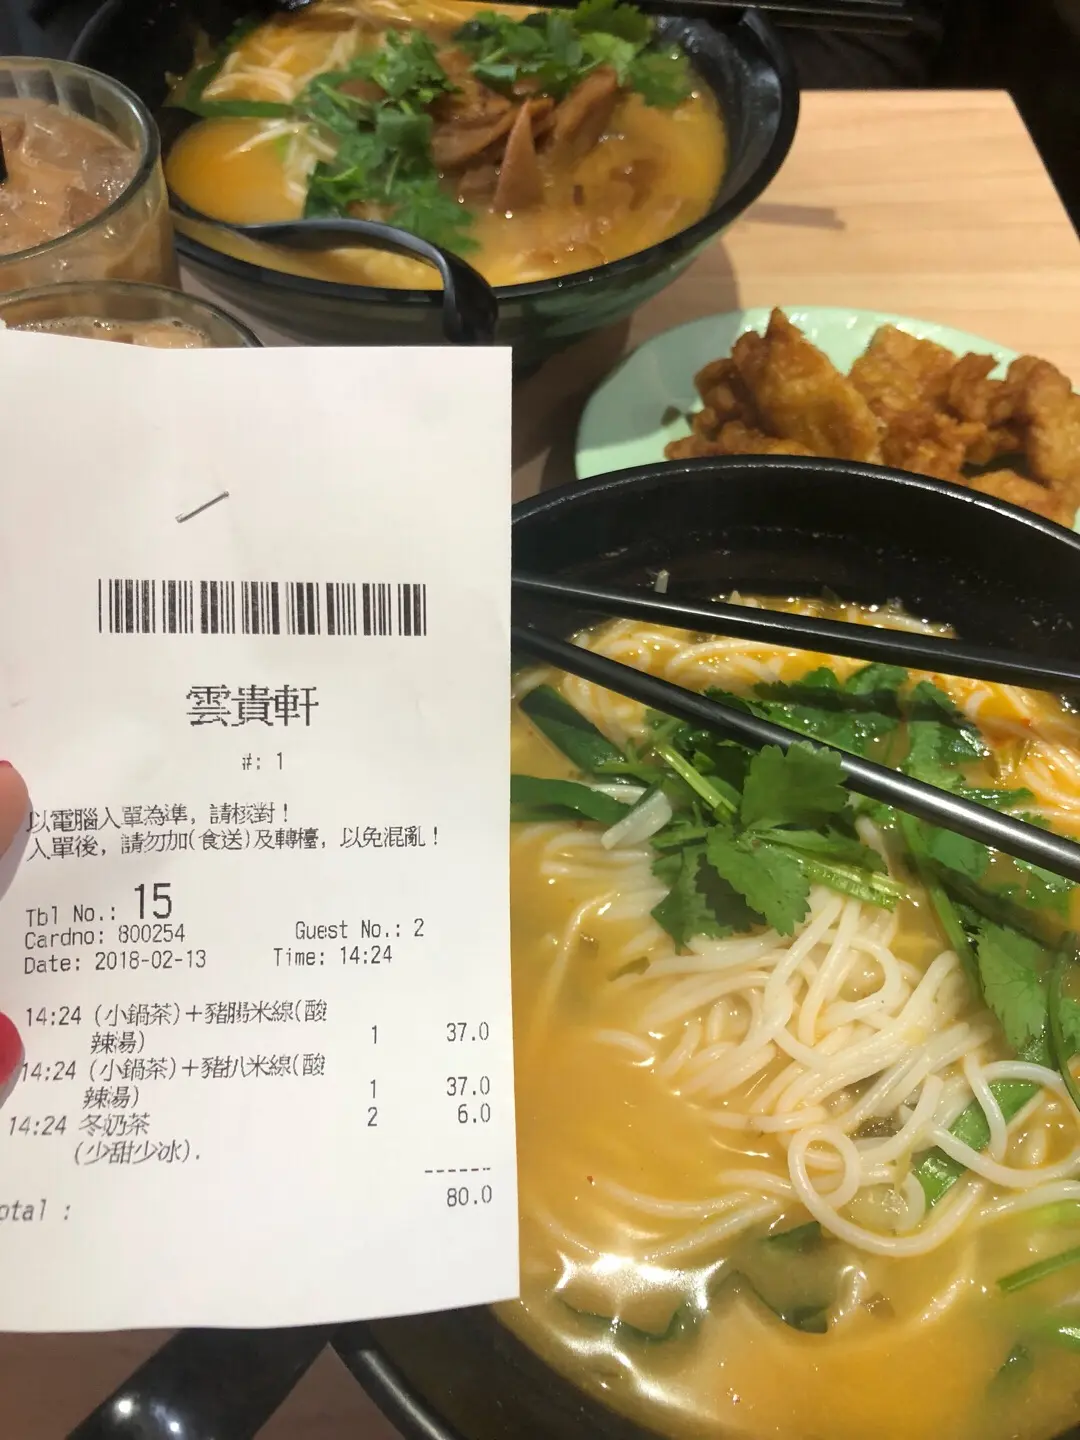 雲貴軒
#: 1
以電腦入單為準，請核對！
入單後，請勿加(食送)及轉檯，以免混亂！
Tbl No.: 15
Cardno: 800254 Guest No.: 2
Date: 2018-02-13 Time: 14:24
14:24 (小鍋茶)+豬腸米線(酸
辣湯) 1 37.0
14:24 (小鍋茶)+豬扒米線(酸
辣湯) 1 37.0
14:24 冬奶茶 2 6.0
(少甜少冰).
------
otal : 80.0